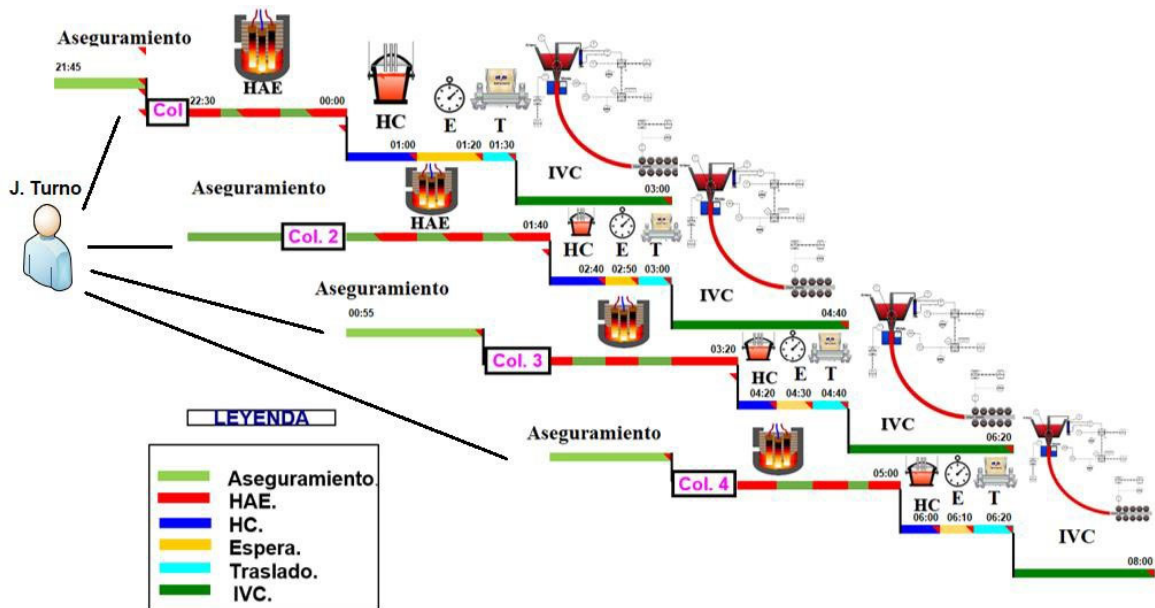 Aseguramiento
21:45
Col
22:30
00:00
HAE
HC
E
T
01:00
01:20
01:30
IVC
03:00
J. Turno
Aseguramiento
HAE
Col. 2
01:40
HC
E
T
02:40
02:50
03:00
IVC
04:40
Aseguramiento
00:55
Col. 3
03:20
HC
E
T
04:20
04:30
04:40
IVC
06:20
Aseguramiento
Col. 4
05:00
HC
E
T
06:00
06:10
06:20
IVC
08:00
LEYENDA
Aseguramiento.
HAE.
HC.
Espera.
Traslado.
IVC.